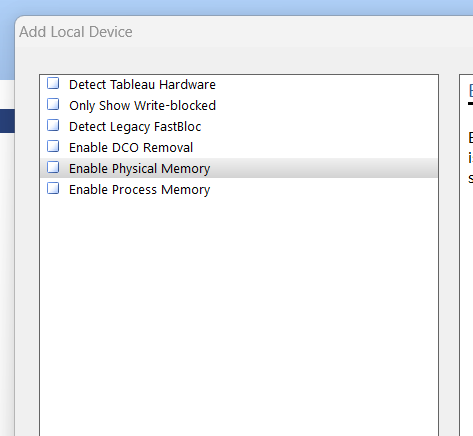 Add Local Device
Detect Tableau Hardware
Only Show Write-blocked
Detect Legacy FastBloc
Enable DCO Removal
Enable Physical Memory
Enable Process Memory